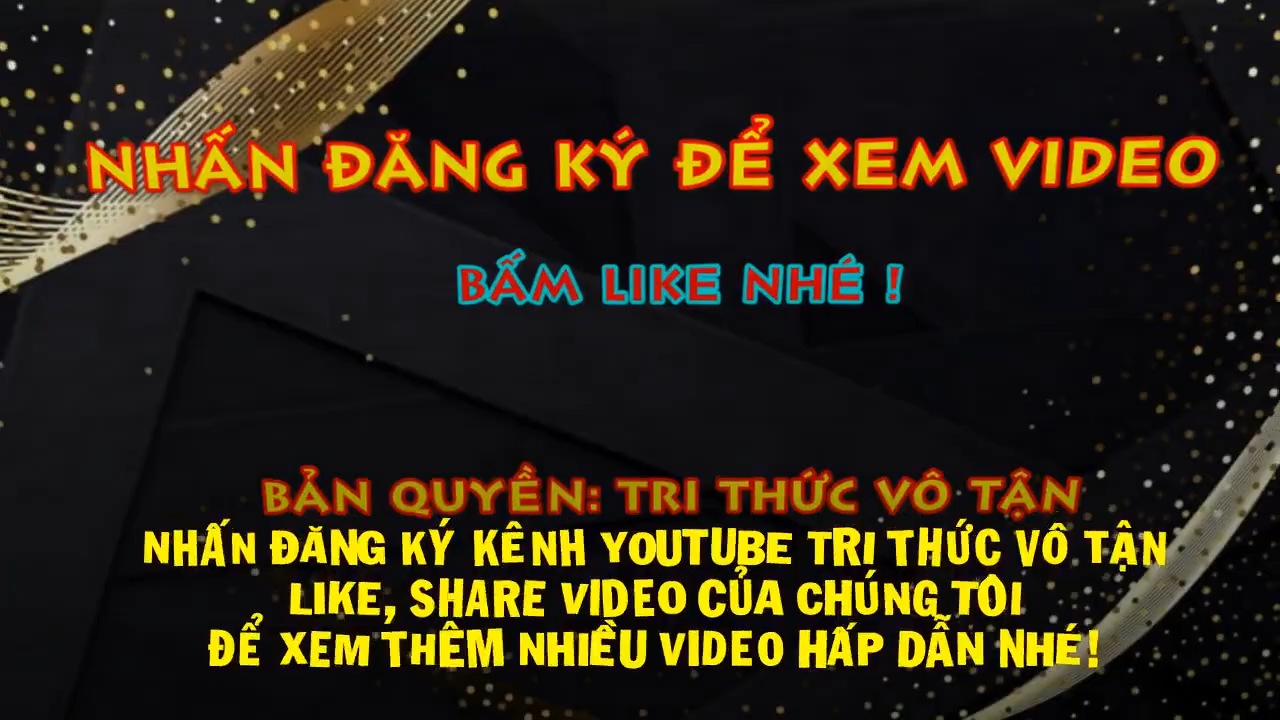 NHẤN ĐĂNG KÝ ĐỂ XEM VIDEO
BẤM LIKE NHÉ !
BẢN QUYỀN: TRI THỨC VÔ TẬN
NHẤN ĐĂNG KÝ KÊNH YOUTUBE TRI THỨC VÔ TẬN
LIKE, SHARE VIDEO CỦA CHÚNG TÔI
ĐỂ XEM THÊM NHIỀU VIDEO HẤP DẪN NHÉ!